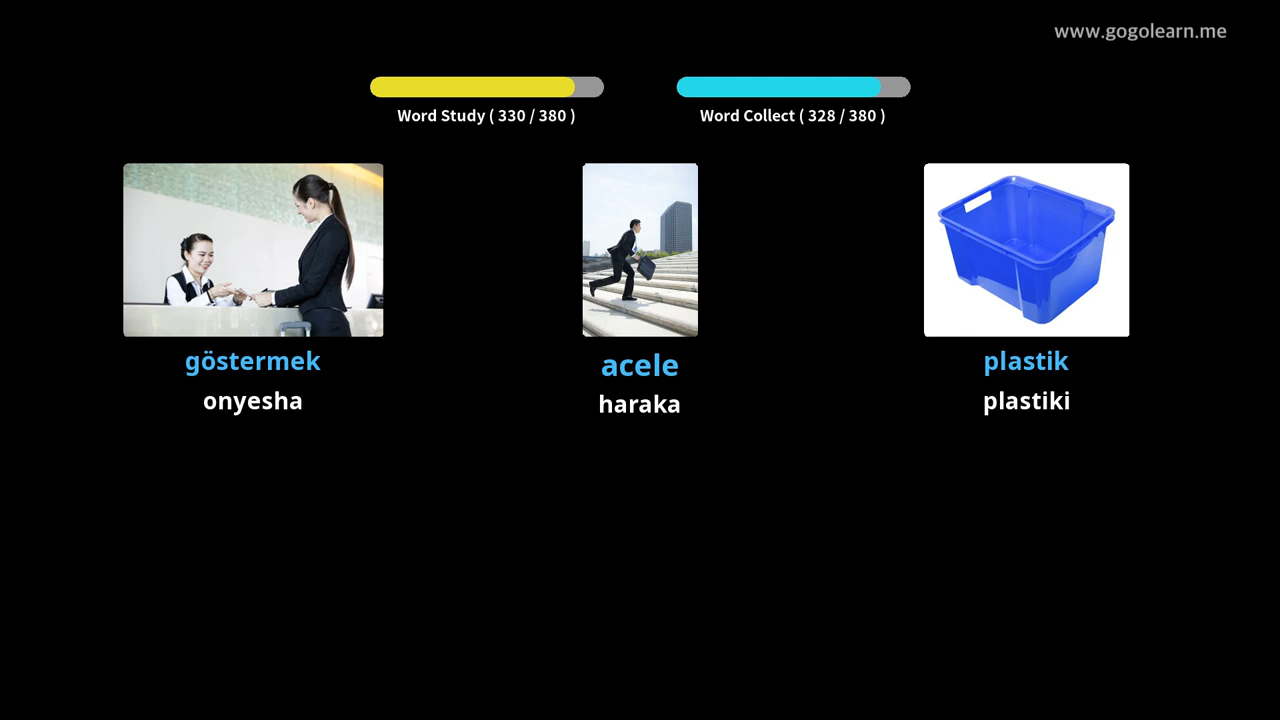 www.gogolearn.me
Word Study ( 330 / 380 )
Word Collect ( 328 / 380 )
göstermek
onyesha
acele
haraka
plastik
plastiki